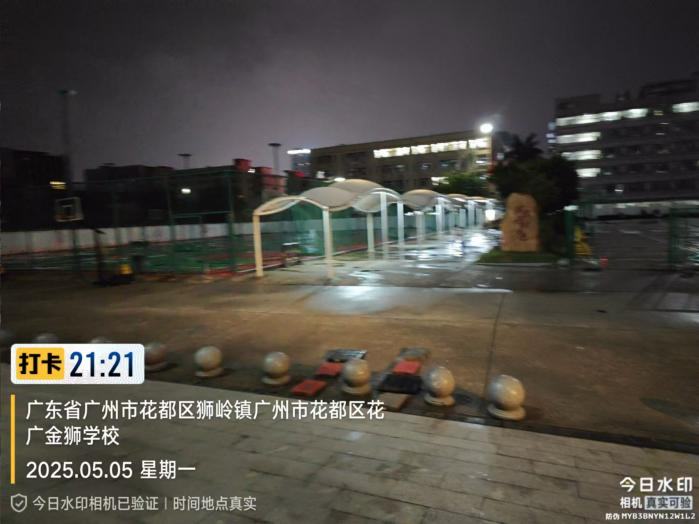 打卡 21:21
广东省广州市花都区狮岭镇广州市花都区花
广金狮学校
2025.05.05 星期一
今日水印相机已验证 | 时间地点真实
今日水印
相机 真实可验
防伪 MYB3BNYN12W1L2